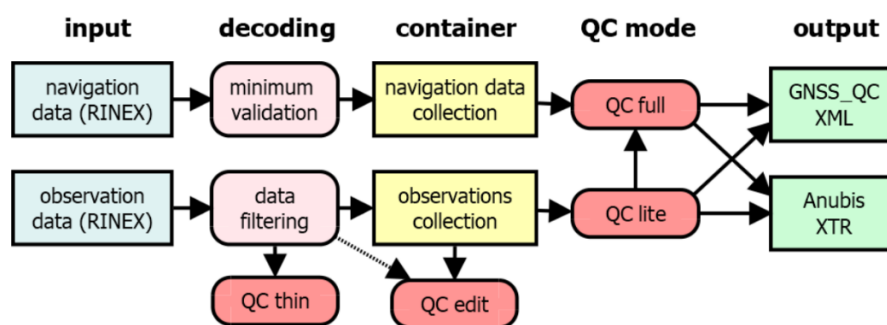 input decoding container QC mode output
navigation
data (RINEX)
minimum
validation
navigation data
collection
QC full
GNSS_QC
XML
observation
data (RINEX)
data
filtering
observations
collection
QC lite
Anubis
XTR
QC thin
QC edit